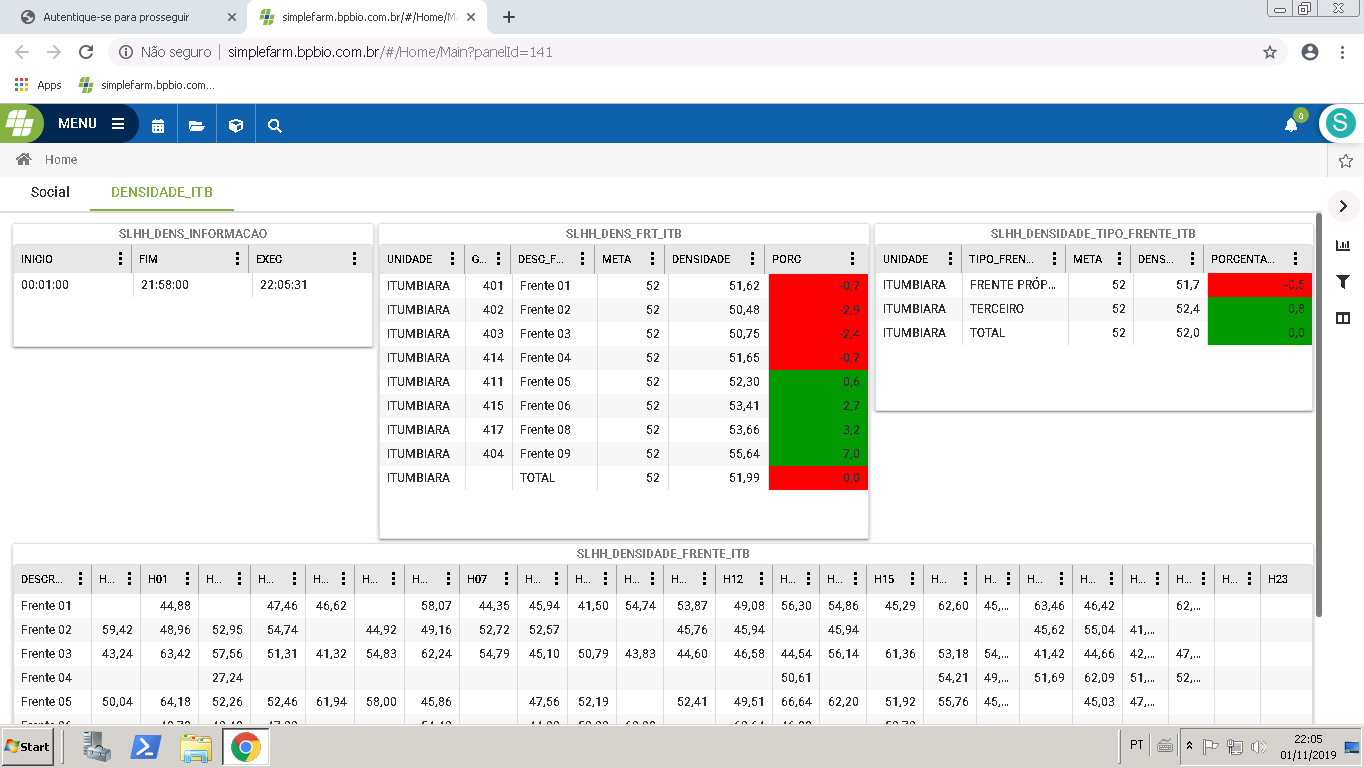 Autentique-se para prosseguir
simplefarm.bpbio.com.br/#/Home/M
Não seguro | simplefarm.bpbio.com.br/#/Home/Main?panelId=141
Apps simplefarm.bpbio.com...
MENU
0
S
Home
Social DENSIDADE_ITB
SLHH_DENS_INFORMACAO
INICIO FIM EXEC
00:01:00 21:58:00 22:05:31
SLHH_DENS_FRT_ITB
UNIDADE G... DESC_F... META DENSIDADE PORC
ITUMBIARA 401 Frente 01 52 51,62 -0,7
ITUMBIARA 402 Frente 02 52 50,48 -2,9
ITUMBIARA 403 Frente 03 52 50,75 -2,4
ITUMBIARA 414 Frente 04 52 51,65 -0,7
ITUMBIARA 411 Frente 05 52 52,30 0,6
ITUMBIARA 415 Frente 06 52 53,41 2,7
ITUMBIARA 417 Frente 08 52 53,66 3,2
ITUMBIARA 404 Frente 09 52 55,64 7,0
ITUMBIARA TOTAL 52 51,99 0,0
SLHH_DENSIDADE_TIPO_FRENTE_ITB
UNIDADE TIPO_FREN... META DENS... PORCENTA...
ITUMBIARA FRENTE PRÓP... 52 51,7 -0,5
ITUMBIARA TERCEIRO 52 52,4 0,8
ITUMBIARA TOTAL 52 52,0 0,0
SLHH_DENSIDADE_FRENTE_ITB
DESCR... H... H01 H... H... H... H... H... H07 H... H... H... H... H12 H... H... H15 H... H... H... H... H... H... H... H23
Frente 01 44,88 47,46 46,62 58,07 44,35 45,94 41,50 54,74 53,87 49,08 56,30 54,86 45,29 62,60 45,... 63,46 46,42 62,...
Frente 02 59,42 48,96 52,95 54,74 44,92 49,16 52,72 52,57 45,76 45,94 45,94 45,62 55,04 41,...
Frente 03 43,24 63,42 57,56 51,31 41,32 54,83 62,24 54,79 45,10 50,79 43,83 44,60 46,58 44,54 56,14 61,36 53,18 54,... 41,42 44,66 42,... 47,...
Frente 04 27,24 50,61 54,21 49,... 51,69 62,09 51,... 52,...
Frente 05 50,04 64,18 52,26 52,46 61,94 58,00 45,86 47,56 52,19 52,41 49,51 66,64 62,20 51,92 55,76 45,... 45,03 47,...
Start
PT
22:05
01/11/2019